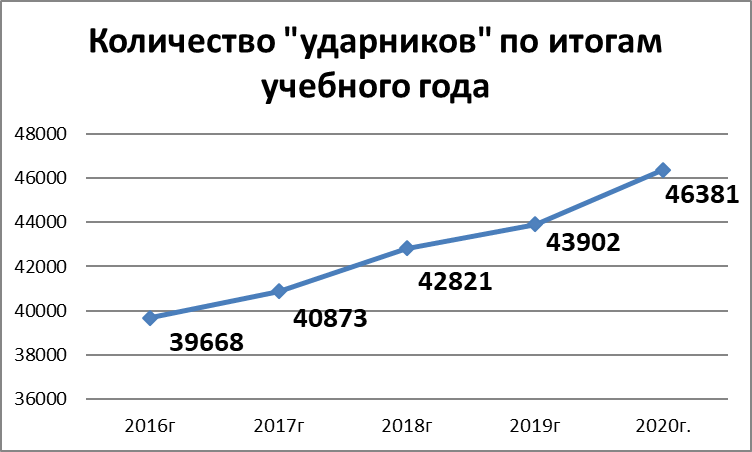 Количество "ударников" по итогам
учебного года
48000
46000
44000
42000
40000
38000
36000
39668
40873
42821
43902
46381
2016г
2017г
2018г
2019г
2020г.